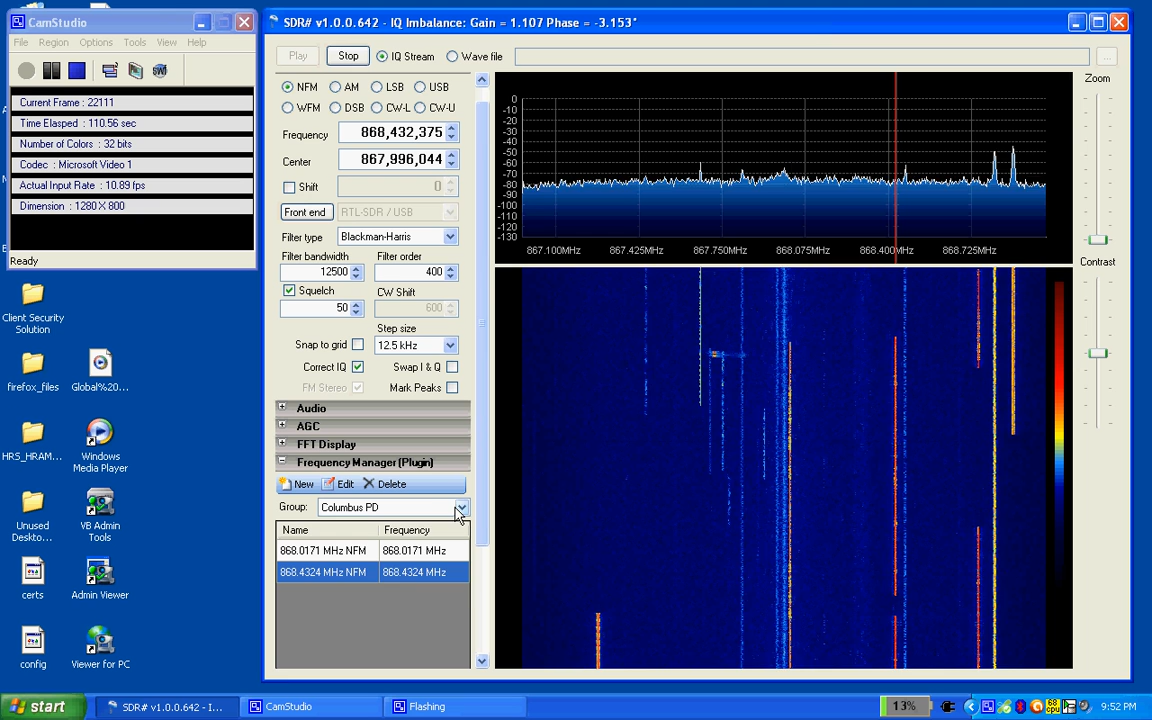 CamStudio
File Region Options Tools View Help
Current Frame : 22111
Time Elasped : 110.56 sec
Number of Colors : 32 bits
Codec : Microsoft Video 1
Actual Input Rate : 10.89 fps
Dimension : 1280 X 800
Ready
Client Security Solution
firefox_files
Global%20...
HRS_HRAM...
Windows Media Player
Unused Deskto...
VB Admin Tools
certs
Admin Viewer
config
Viewer for PC
SDR# v1.0.0.642 - IQ Imbalance: Gain = 1.107 Phase = -3.153°
Play Stop IQ Stream Wave file ...
NFM AM LSB USB
WFM DSB CW-L CW-U
Frequency 868,432,375
Center 867,996,044
Shift 0
Front end RTL-SDR / USB
Filter type Blackman-Harris
Filter bandwidth Filter order
12500 400
Squelch CW Shift
50 600
Step size
Snap to grid 12.5 kHz
Correct IQ Swap I & Q
FM Stereo Mark Peaks
Audio
AGC
FFT Display
Frequency Manager (Plugin)
New Edit Delete
Group: Columbus PD
Name Frequency
868.0171 MHz NFM 868.0171 MHz
868.4324 MHz NFM 868.4324 MHz
0
-10
-20
-30
-40
-50
-60
-70
-80
-90
-100
-110
-120
-130
867.100MHz 867.425MHz 867.750MHz 868.075MHz 868.400MHz 868.725MHz
Zoom
Contrast
start SDR# v1.0.0.642 - I... CamStudio Flashing 13% 68 cpu 9:52 PM